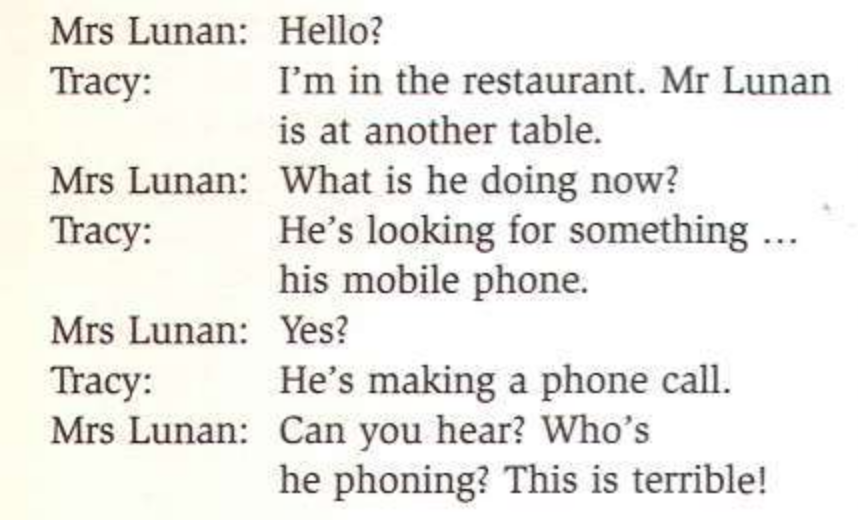 Mrs Lunan: Hello?
Tracy: I'm in the restaurant. Mr Lunan
is at another table.
Mrs Lunan: What is he doing now?
Tracy: He's looking for something ...
his mobile phone.
Mrs Lunan: Yes?
Tracy: He's making a phone call.
Mrs Lunan: Can you hear? Who's
he phoning? This is terrible!